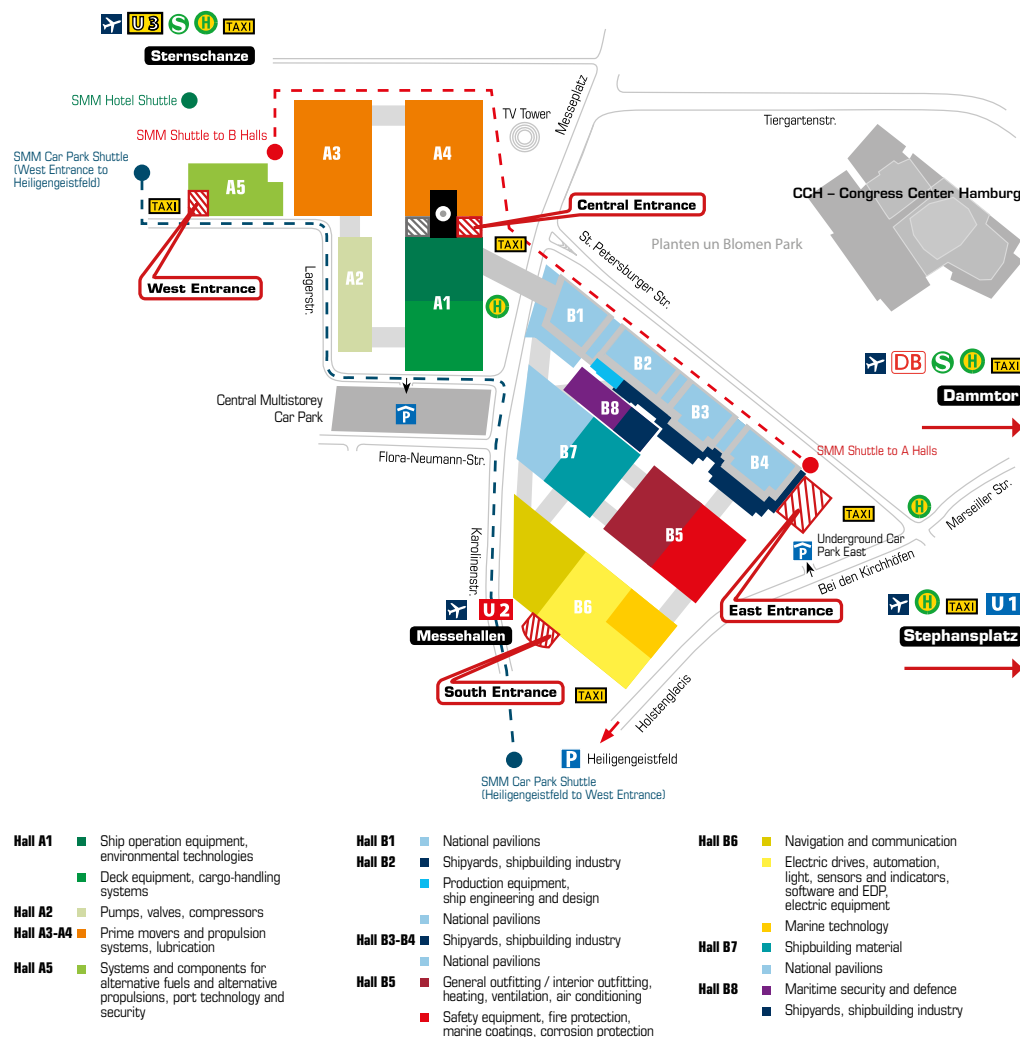 U3 S H TAXI
Sternschanze
SMM Hotel Shuttle
SMM Shuttle to B Halls
SMM Car Park Shuttle
(West Entrance to
Heiligengeistfeld)
TAXI
A5
A3
A4
TV Tower
Messeplatz
Tiergartenstr.
CCH – Congress Center Hamburg
Central Entrance
TAXI
St. Petersburger Str.
Planten un Blomen Park
West Entrance
Lagerstr.
A2
A1
H
B1
B2
B3
B4
B8
B7
B5
B6
DB S H TAXI
Dammtor
Central Multistorey
Car Park
P
Flora-Neumann-Str.
SMM Shuttle to A Halls
TAXI
H
Marseiller Str.
P
Underground Car
Park East
Bei den Kirchhöfen
Karolinenstr.
U2
Messehallen
East Entrance
H TAXI U1
Stephansplatz
South Entrance
TAXI
Holstenglacis
P Heiligengeistfeld
SMM Car Park Shuttle
(Heiligengeistfeld to West Entrance)
Hall A1 Ship operation equipment,
environmental technologies
Deck equipment, cargo-handling
systems
Hall A2 Pumps, valves, compressors
Hall A3-A4 Prime movers and propulsion
systems, lubrication
Hall A5 Systems and components for
alternative fuels and alternative
propulsions, port technology and
security
Hall B1 National pavilions
Hall B2 Shipyards, shipbuilding industry
Production equipment,
ship engineering and design
National pavilions
Hall B3-B4 Shipyards, shipbuilding industry
National pavilions
Hall B5 General outfitting / interior outfitting,
heating, ventilation, air conditioning
Safety equipment, fire protection,
marine coatings, corrosion protection
Hall B6 Navigation and communication
Electric drives, automation,
light, sensors and indicators,
software and EDP,
electric equipment
Marine technology
Hall B7 Shipbuilding material
National pavilions
Hall B8 Maritime security and defence
Shipyards, shipbuilding industry